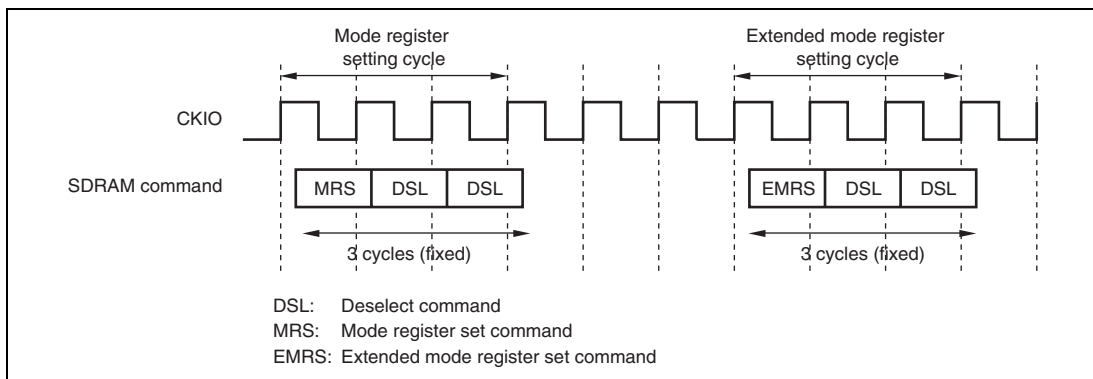 Mode register
setting cycle
Extended mode register
setting cycle
CKIO
SDRAM command
MRS DSL DSL
EMRS DSL DSL
3 cycles (fixed)
3 cycles (fixed)
DSL: Deselect command
MRS: Mode register set command
EMRS: Extended mode register set command